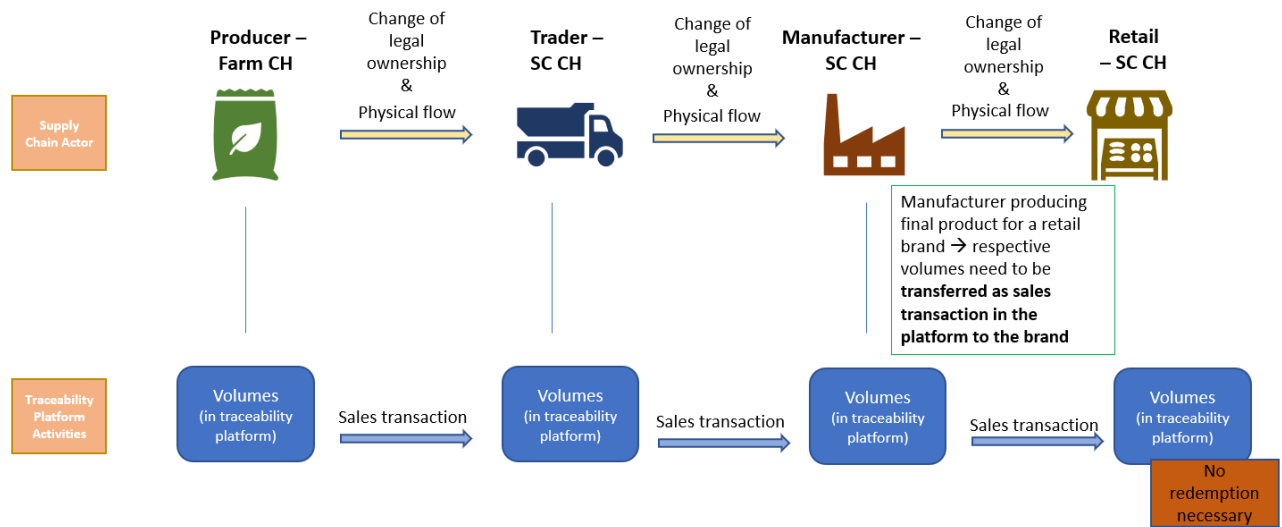 Producer –
Farm CH
Change of
legal
ownership
&
Physical flow
Trader –
SC CH
Change of
legal
ownership
&
Physical flow
Manufacturer –
SC CH
Change of
legal
ownership
&
Physical flow
Retail
– SC CH
Supply
Chain Actor
Manufacturer producing
final product for a retail
brand → respective
volumes need to be
transferred as sales
transaction in the
platform to the brand
Traceability
Platform
Activities
Volumes
(in traceability
platform)
Sales transaction
Volumes
(in traceability
platform)
Sales transaction
Volumes
(in traceability
platform)
Sales transaction
Volumes
(in traceability
platform)
No
redemption
necessary